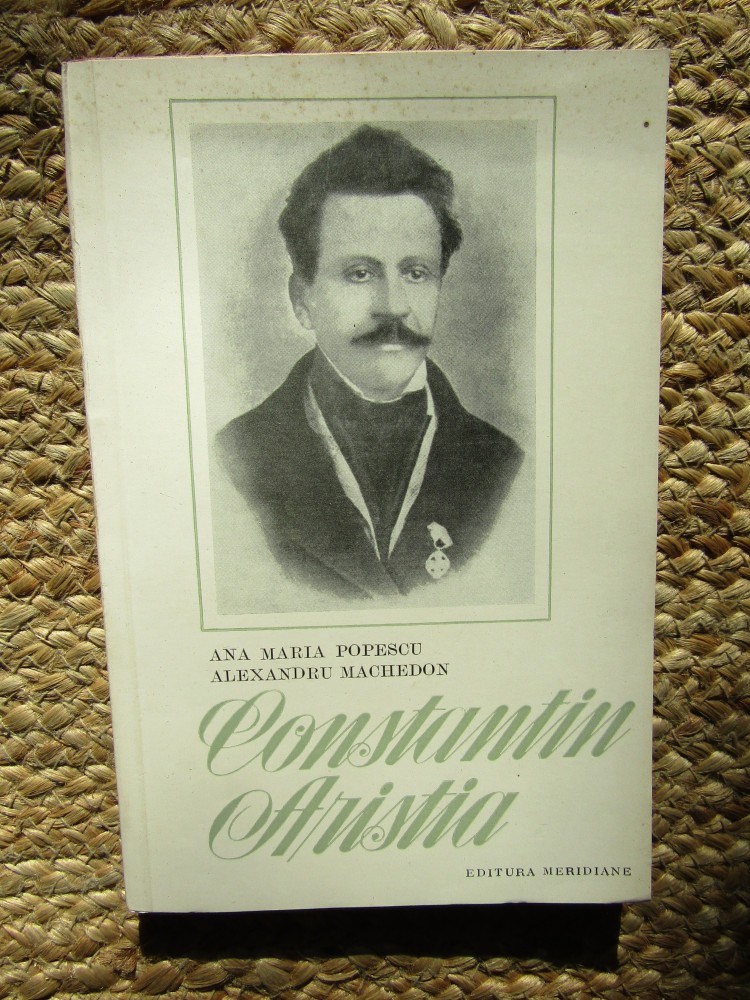 ANA MARIA POPESCU
ALEXANDRU MACHEDON
Constantin
Aristia
EDITURA MERIDIANE